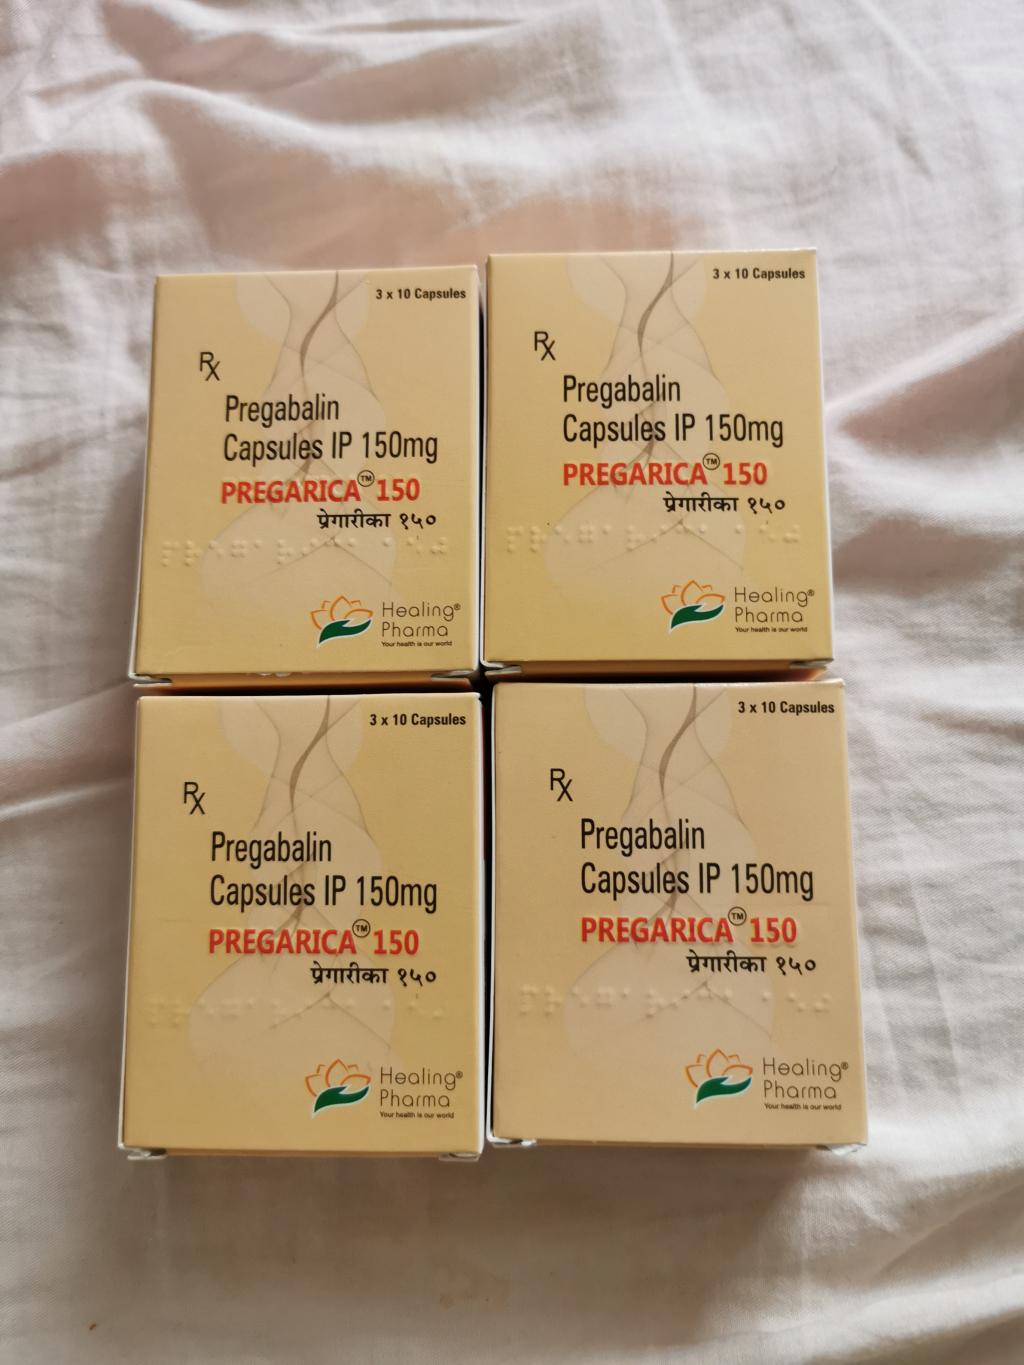 3 x 10 Capsules
Rx
Pregabalin
Capsules IP 150mg
PREGARICA™ 150
प्रेगारीका १५०
Healing®
Pharma
Your health is our world
3 x 10 Capsules
Rx
Pregabalin
Capsules IP 150mg
PREGARICA™ 150
प्रेगारीका १५०
Healing®
Pharma
Your health is our world
3 x 10 Capsules
Rx
Pregabalin
Capsules IP 150mg
PREGARICA™ 150
प्रेगारीका १५०
Healing®
Pharma
Your health is our world
3 x 10 Capsules
Rx
Pregabalin
Capsules IP 150mg
PREGARICA™ 150
प्रेगारीका १५०
Healing®
Pharma
Your health is our world